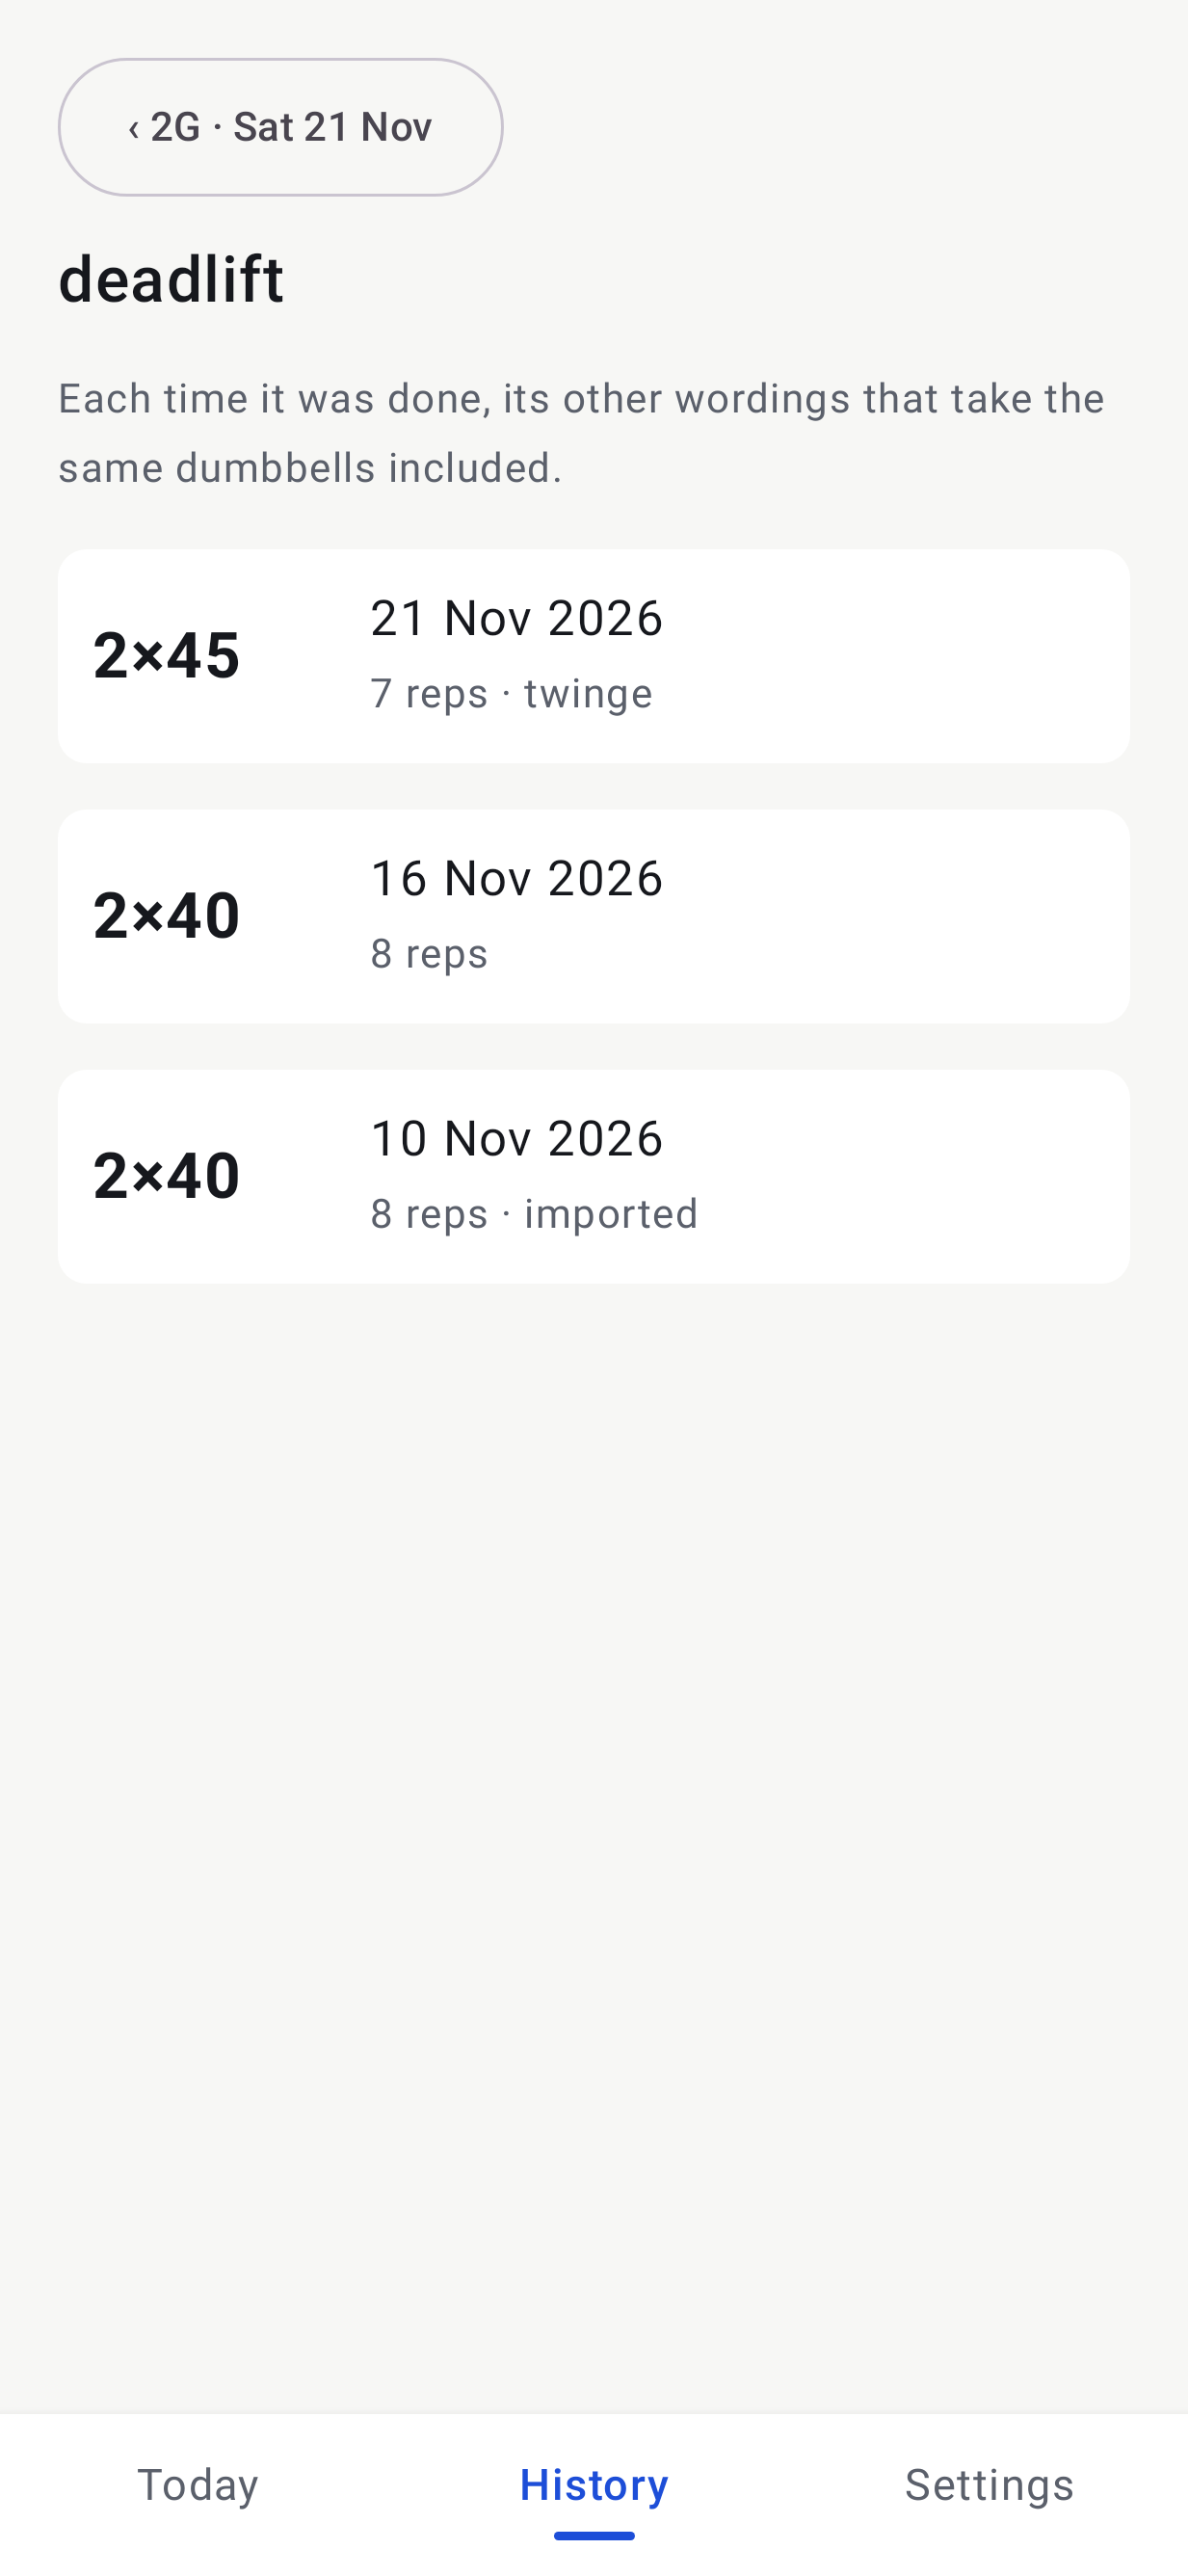 ‹ 2G · Sat 21 Nov
deadlift
Each time it was done, its other wordings that take the
same dumbbells included.
2×45
21 Nov 2026
7 reps · twinge
2×40
16 Nov 2026
8 reps
2×40
10 Nov 2026
8 reps · imported
Today
History
Settings